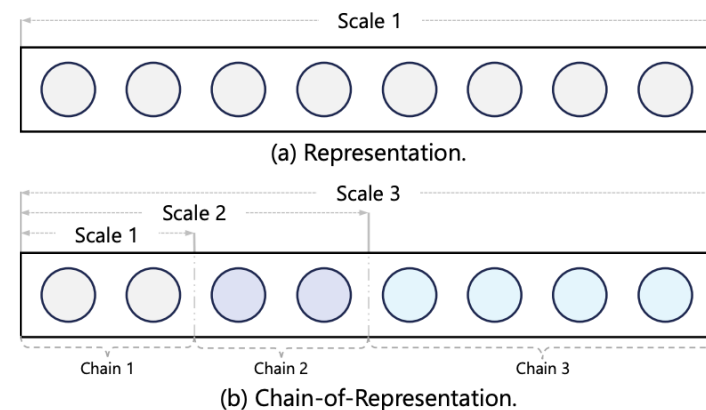 Scale 1
(a) Representation.
Scale 3
Scale 2
Scale 1
Chain 1 Chain 2 Chain 3
(b) Chain-of-Representation.